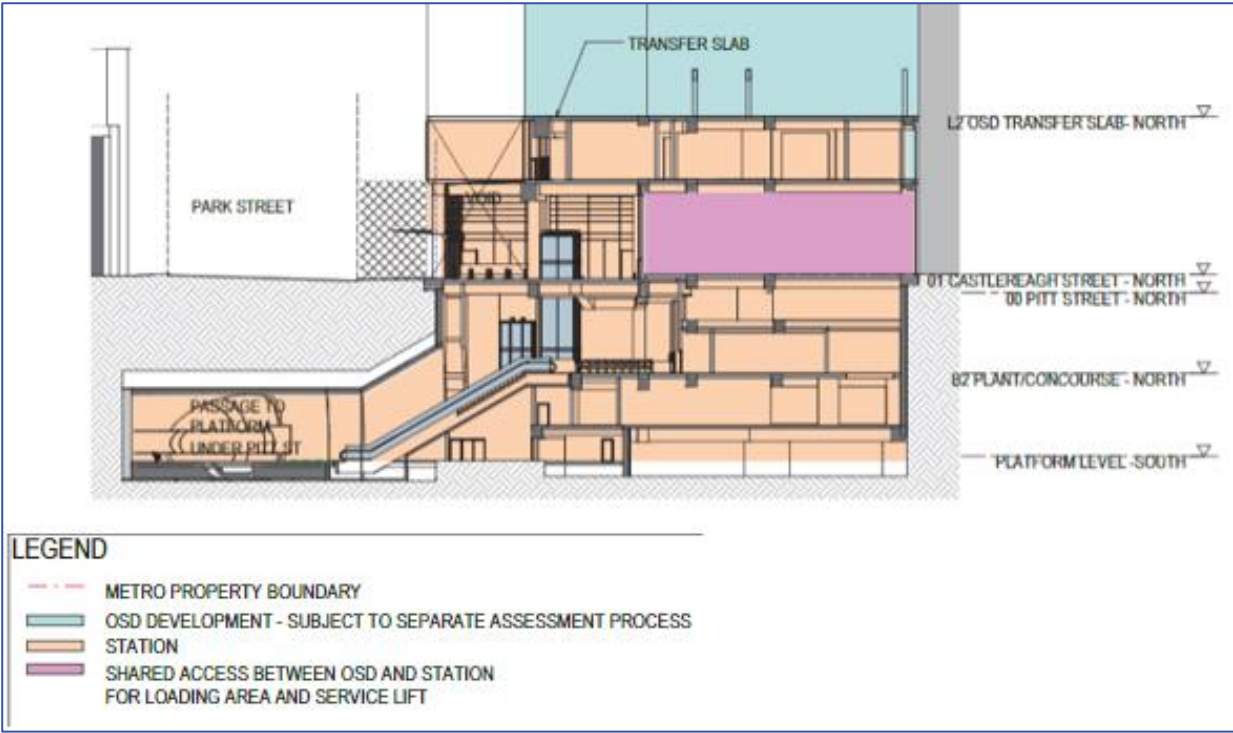 TRANSFER SLAB
L2 OSD TRANSFER SLAB- NORTH
VOID
PARK STREET
01 CASTLEREAGH STREET - NORTH
00 PITT STREET - NORTH
B2 PLANT/CONCOURSE - NORTH
PASSAGE TO
PLATFORM
UNDER PITT ST
PLATFORM LEVEL -SOUTH
LEGEND
METRO PROPERTY BOUNDARY
OSD DEVELOPMENT - SUBJECT TO SEPARATE ASSESSMENT PROCESS
STATION
SHARED ACCESS BETWEEN OSD AND STATION
FOR LOADING AREA AND SERVICE LIFT